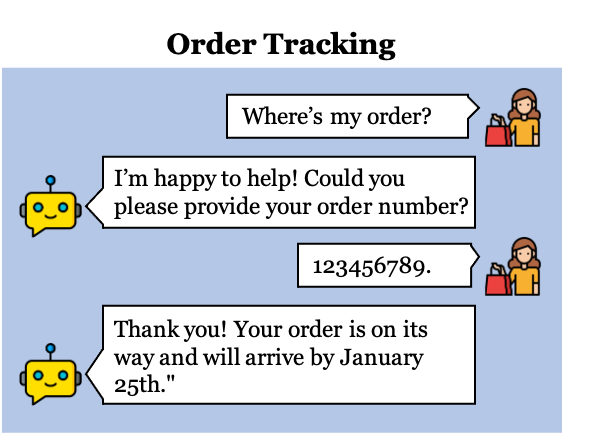 Order Tracking
Where’s my order?
I’m happy to help! Could you
please provide your order number?
123456789.
Thank you! Your order is on its
way and will arrive by January
25th."